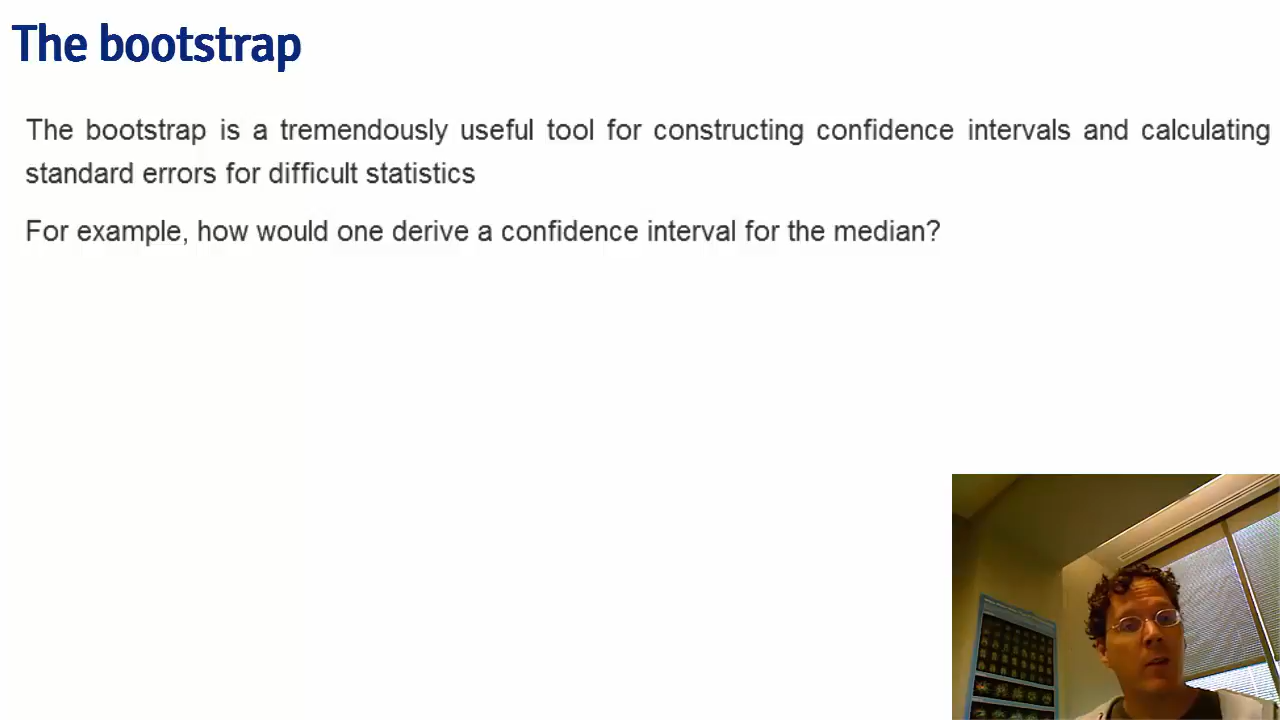 The bootstrap
The bootstrap is a tremendously useful tool for constructing confidence intervals and calculating
standard errors for difficult statistics
For example, how would one derive a confidence interval for the median?